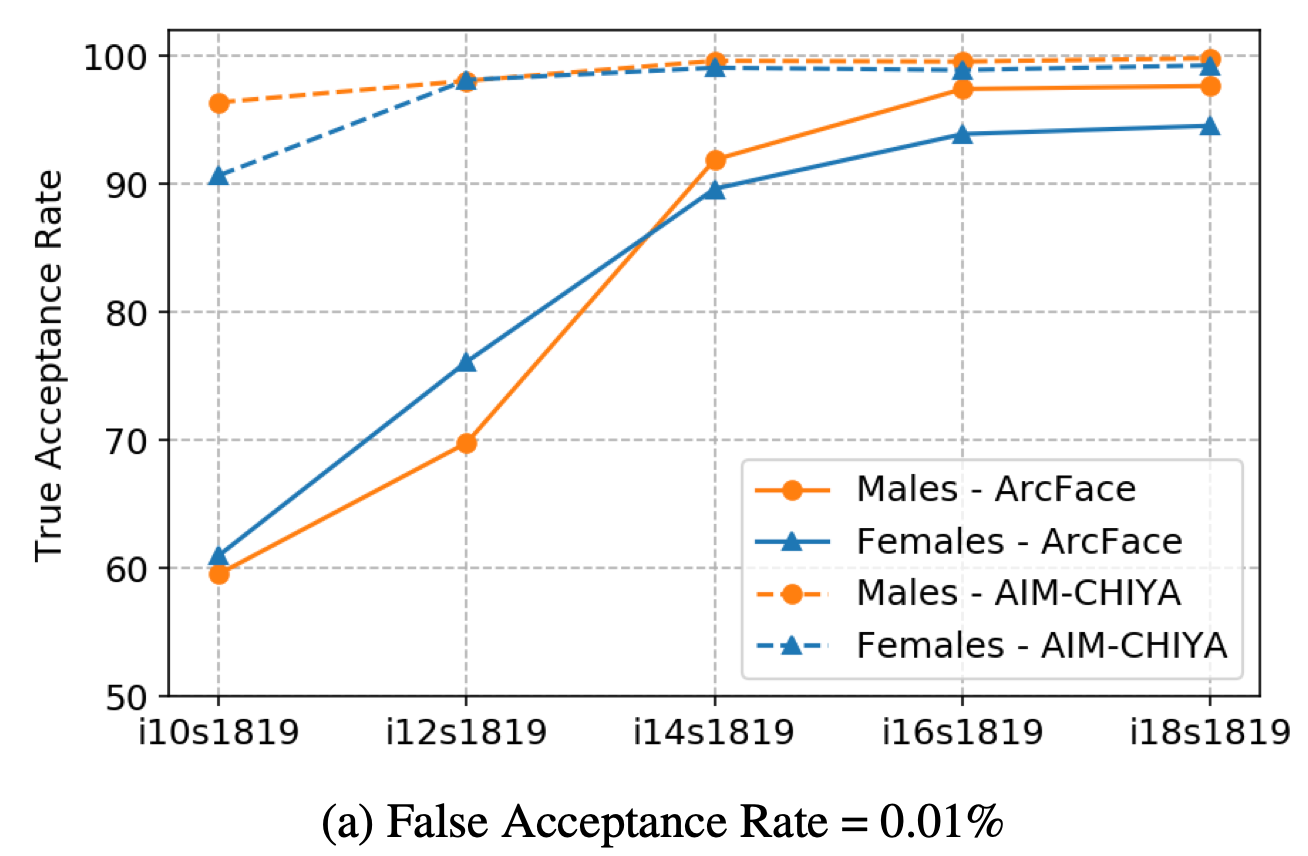 100
90
80
70
60
50
True Acceptance Rate
Males - ArcFace
Females - ArcFace
Males - AIM-CHIYA
Females - AIM-CHIYA
i10s1819 i12s1819 i14s1819 i16s1819 i18s1819
(a) False Acceptance Rate = 0.01%